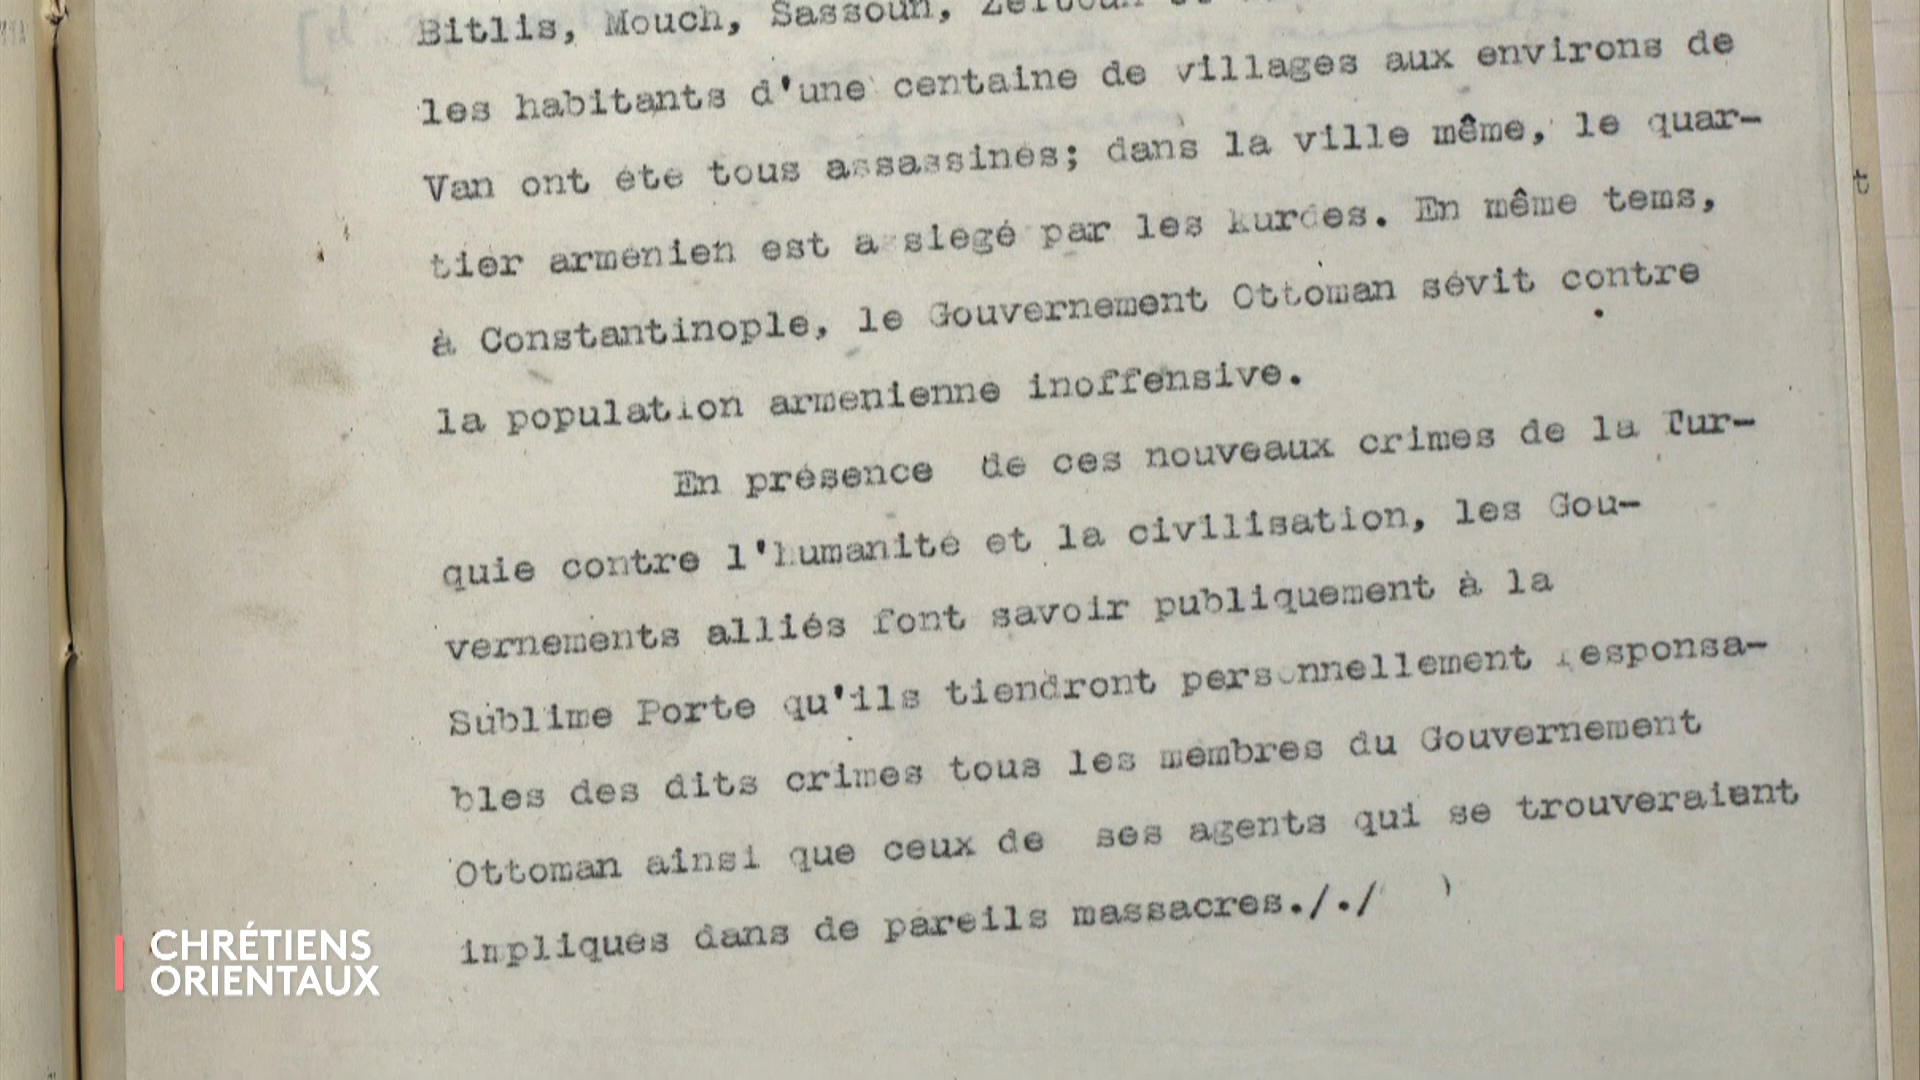 Bitlis, Mouch, Sassoun,
les habitants d'une centaine de villages aux environs de
Van ont été tous assassinés; dans la ville même, le quar-
tier arménien est assiegé par les kurdes. En même tems,
à Constantinople, le Gouvernement Ottoman sévit contre
la population arménienne inoffensive.
En présence de ces nouveaux crimes de la Tur-
quie contre l'humanité et la civilisation, les Gou-
vernements alliés font savoir publiquement à la
Sublime Porte qu'ils tiendront personnellement responsa-
bles des dits crimes tous les membres du Gouvernement
Ottoman ainsi que ceux de ses agents qui se trouveraient
impliqués dans de pareils massacres././
t
CHRÉTIENS
ORIENTAUX